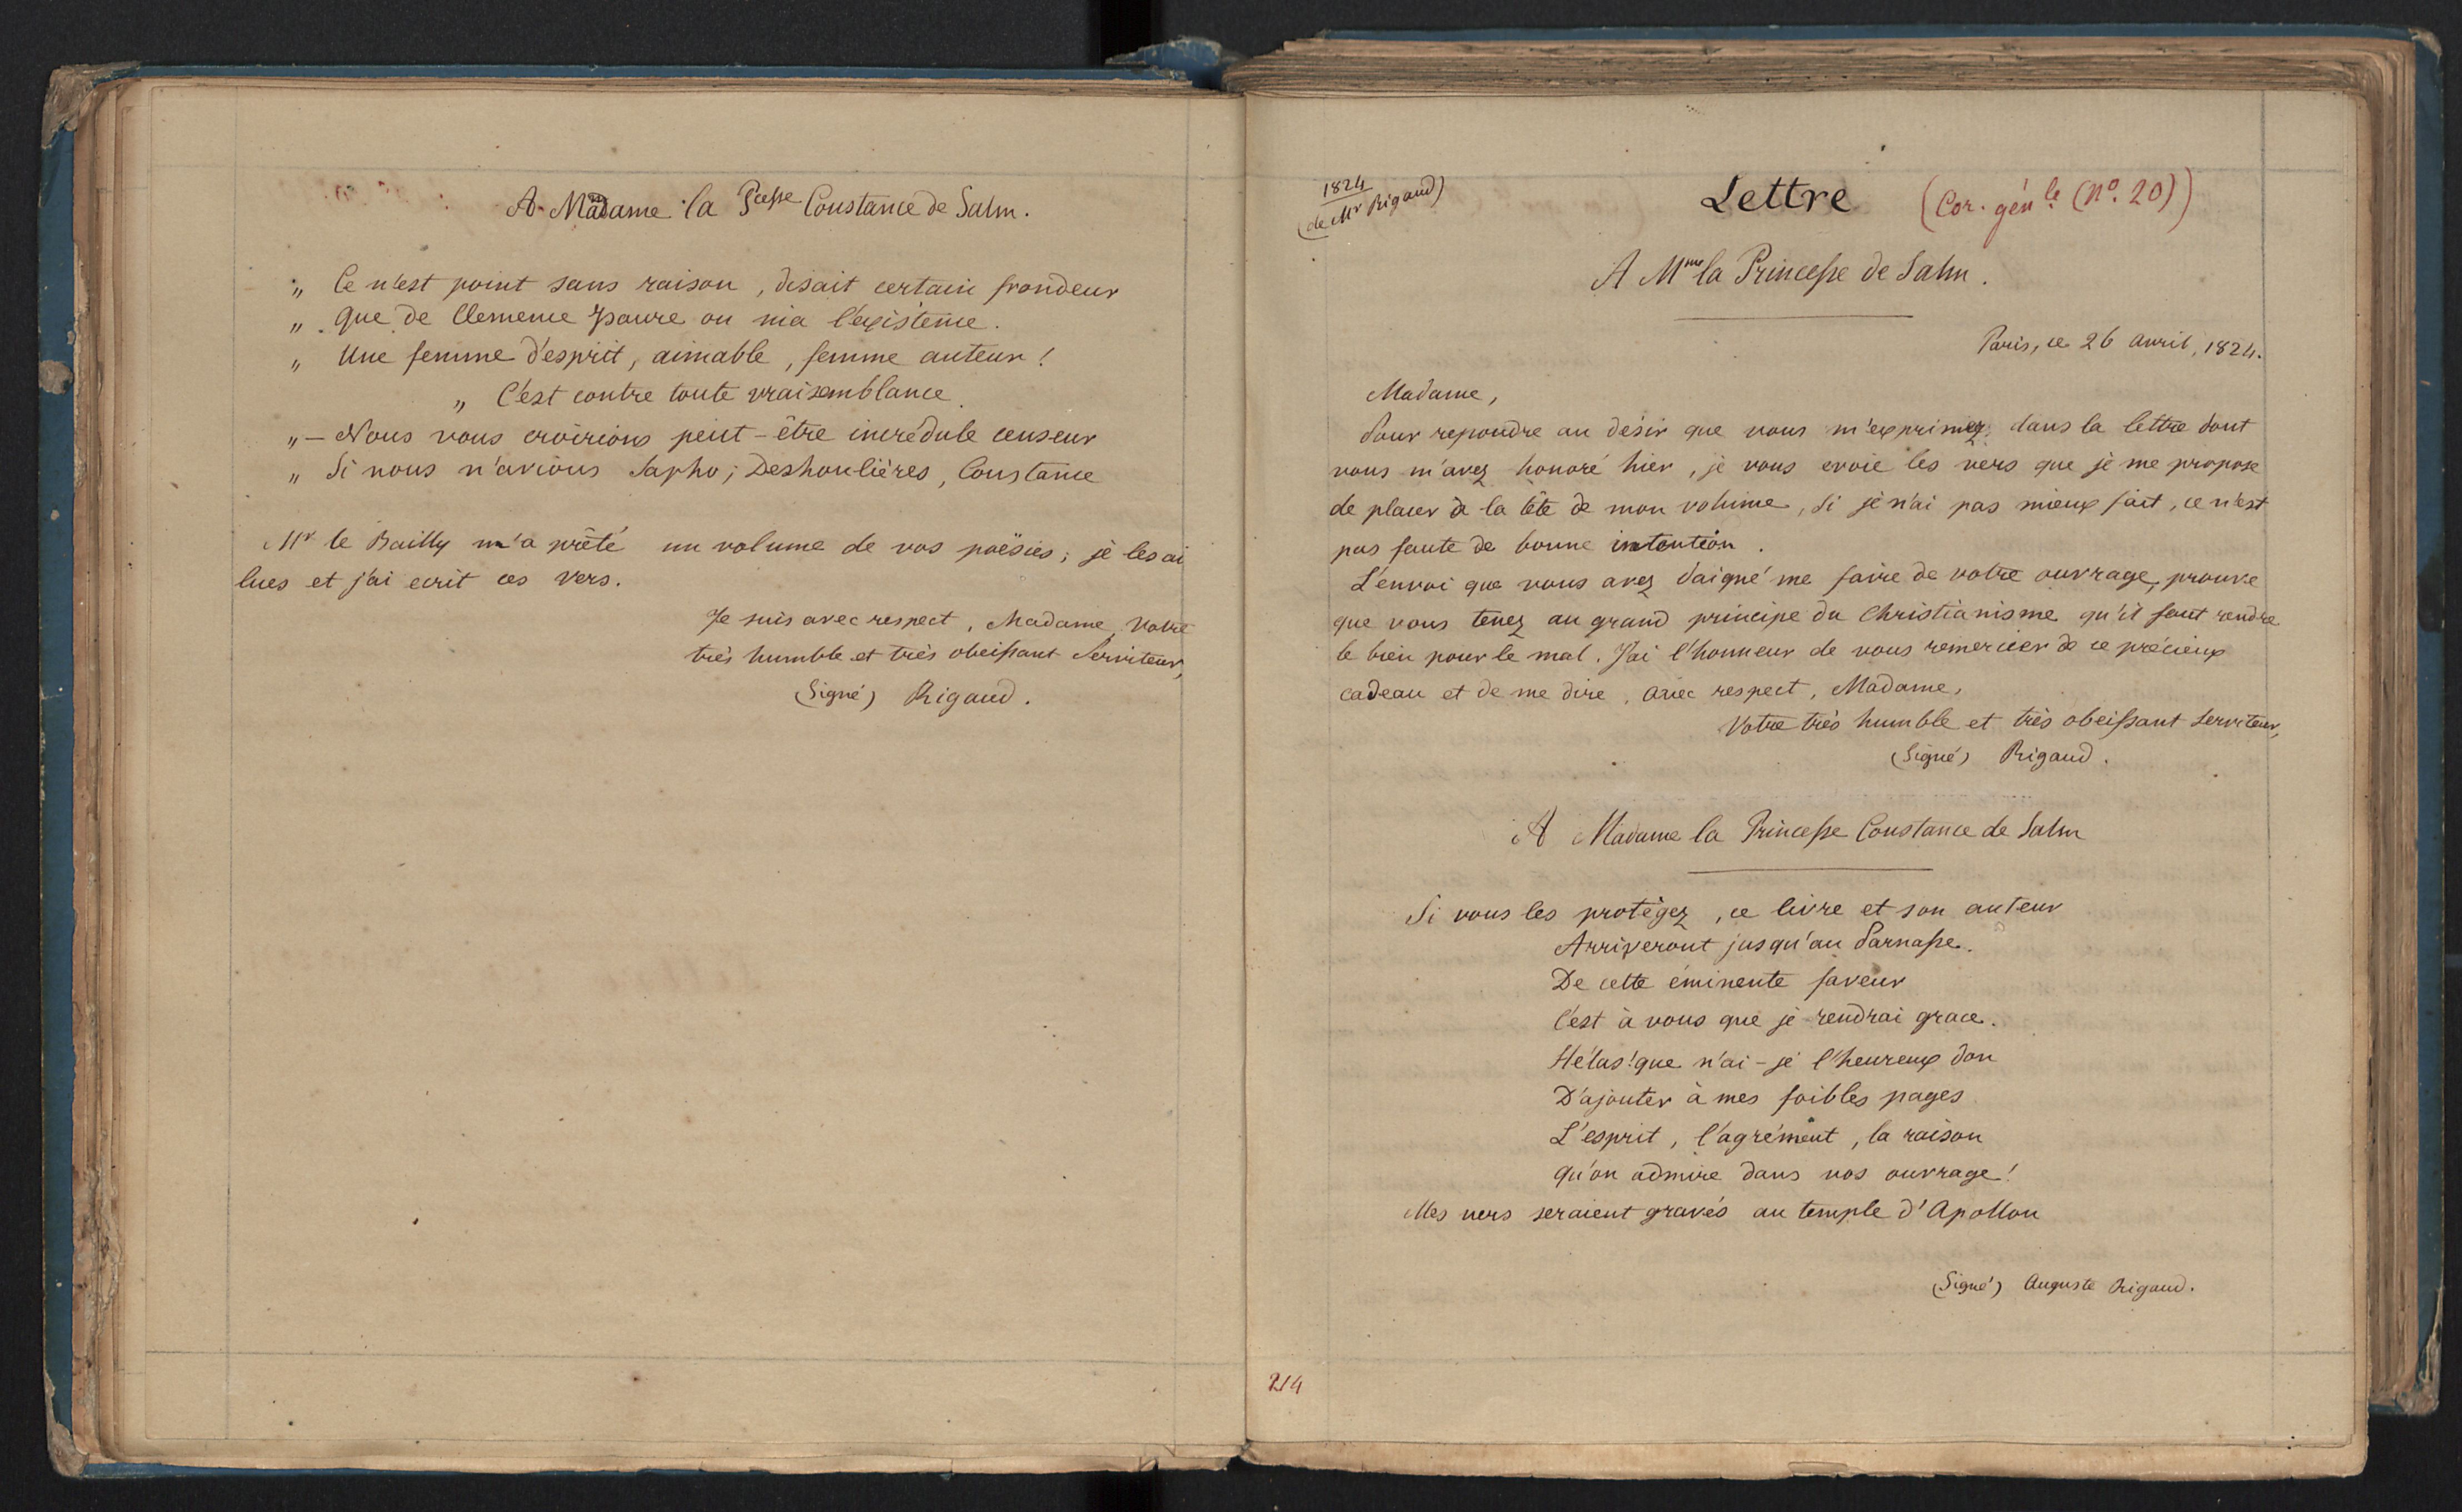 A Madame la Pcesse Constance de Salm.
„ Ce n'est point sans raison, disait certain frondeur
„ Que de Clemence Ysaure on nia l'existence.
„ Une femme d'esprit, aimable, femme auteur!
„ C'est contre toute vraisemblance.
„ — Nous vous croirions peut-être incrédule censeur
„ Si nous n'avions Sapho; Deshoulières, Constance
Mr le Bailly m'a prêté un volume de vos poësies; je les ai
lues et j'ai ecrit ces vers.
Je suis avec respect, Madame, Votre
très humble et très obeissant Serviteur,
(Signé) Rigaud.
1824
(de Mr Rigaud)
Lettre (Cor. génle. (No. 20))
A Mme la Princesse de Salm.
Paris, ce 26 avril, 1824.
Madame,
Pour repondre au désir que vous m'exprimez dans la lettre dont
vous m'avez honoré hier, je vous evoie les vers que je me propose
de placer à la tête de mon volume, Si je n'ai pas mieux fait, ce n'est
pas faute de bonne intention.
L'envoi que vous avez daigné me faire de votre ouvrage, prouve
que vous tenez au grand principe du Christianisme qu'il faut rendre
le bien pour le mal. J'ai l'honneur de vous remercier de ce précieux
cadeau et de me dire, avec respect, Madame,
Votre très humble et très obeissant Serviteur,
(Signé) Rigaud.
A Madame la Princesse Constance de Salm
Si vous les protégez, ce livre et son auteur
Arriveront jusqu'au Parnasse.
De cette éminente faveur
C'est à vous que je rendrai grace.
Hélas! que n'ai-je l'heureux don
D'ajouter à mes foibles pages
L'esprit, l'agrément, la raison
Qu'on admire dans vos ouvrage!
Mes vers seraient gravés au temple d'Apollon
(Signé) Auguste Rigaud.
214